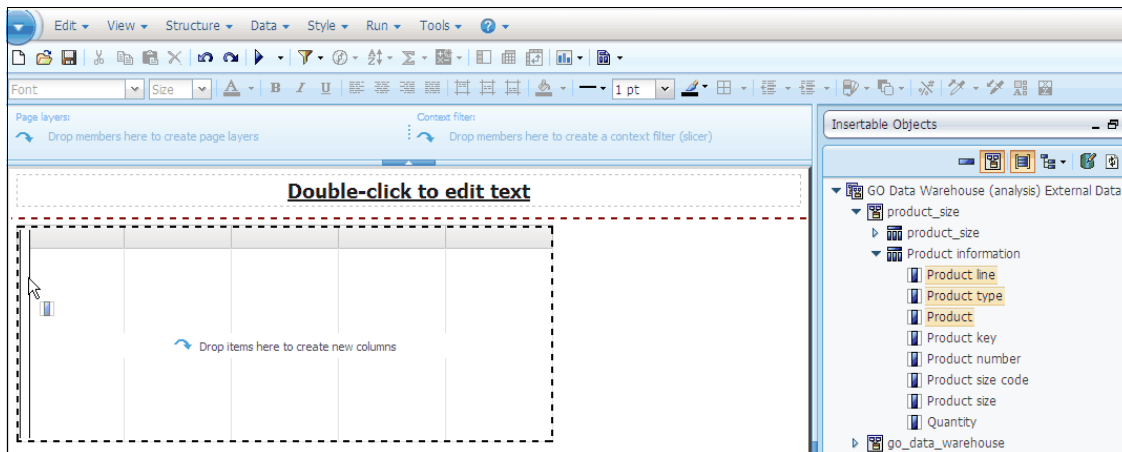 Edit View Structure Data Style Run Tools
Font Size A B I U 1 pt
Page layers: Context filter:
Drop members here to create page layers Drop members here to create a context filter (slicer)
Double-click to edit text
Drop items here to create new columns
Insertable Objects
GO Data Warehouse (analysis) External Data
product_size
product_size
Product information
Product line
Product type
Product
Product key
Product number
Product size code
Product size
Quantity
go_data_warehouse